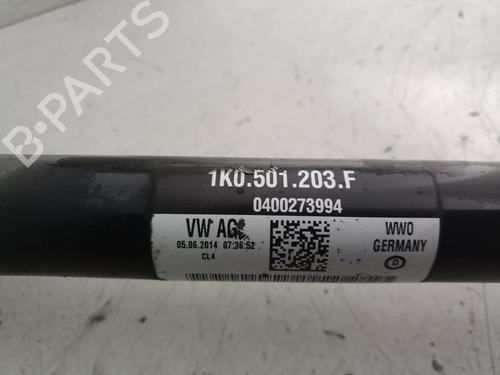 B-PARTS
1K0.501.203.F
0400273994
VW AG
05.06.2014 07:36:52
CL4
WWO
GERMANY
D